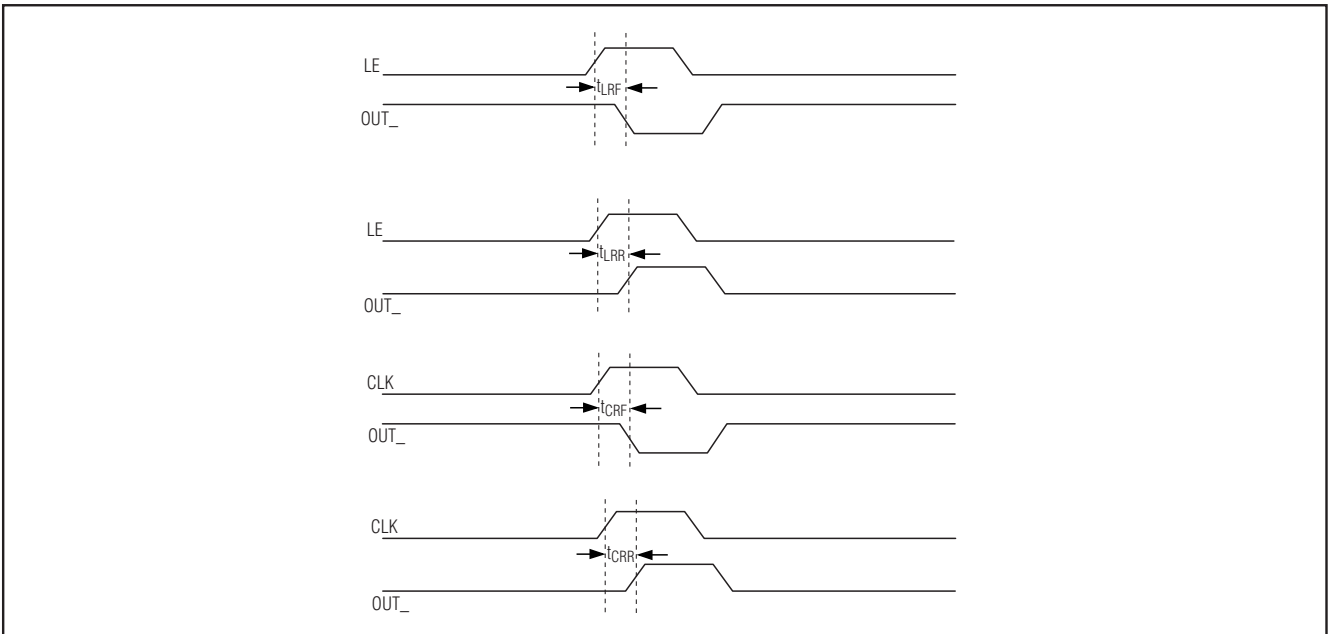 LE
tLRF
OUT_
LE
tLRR
OUT_
CLK
tCRF
OUT_
CLK
tCRR
OUT_